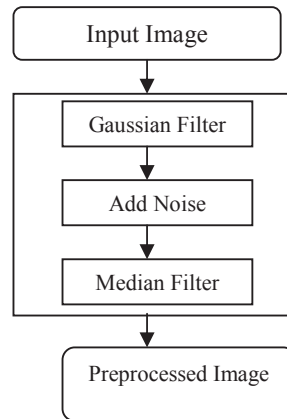 Input Image
Gaussian Filter
Add Noise
Median Filter
Preprocessed Image